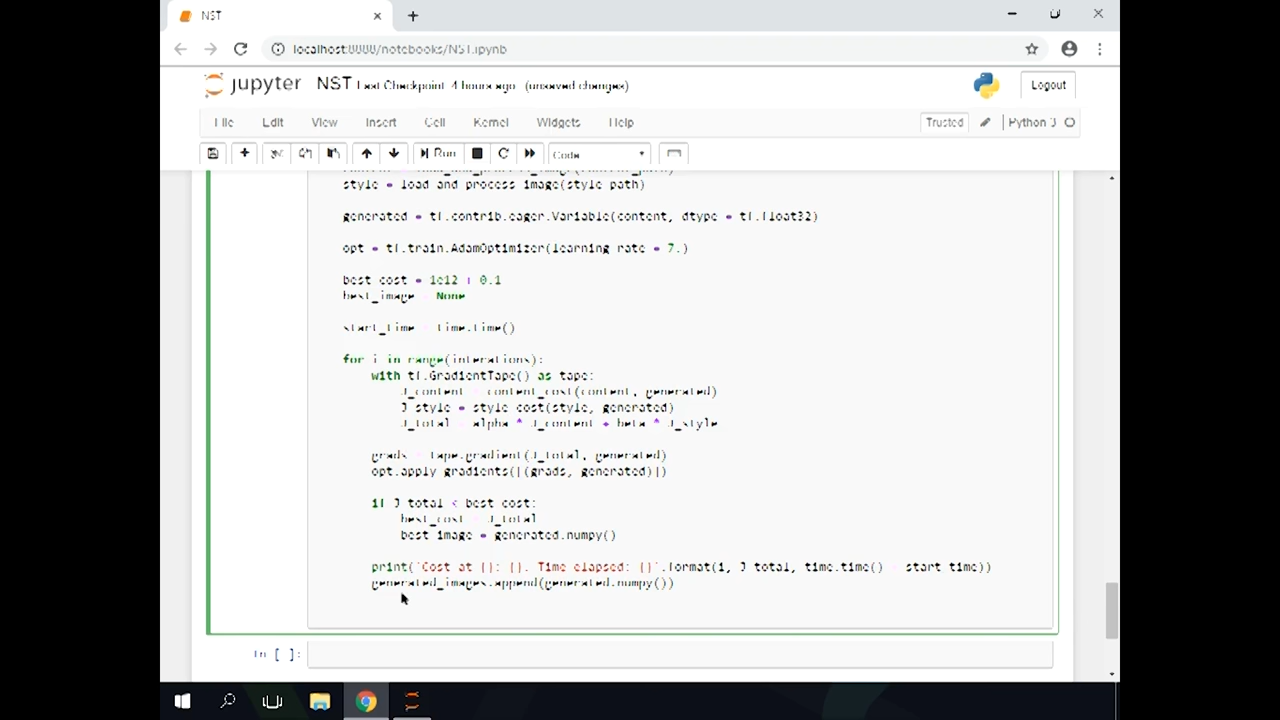 NST
localhost:8888/notebooks/NST.ipynb
jupyter NST Last Checkpoint: 4 hours ago (unsaved changes)
Logout
File Edit View Insert Cell Kernel Widgets Help
Trusted
Python 3
Run
Code
style = load_and_process_image(style_path)
generated = tf.contrib.eager.Variable(content, dtype = tf.float32)
opt = tf.train.AdamOptimizer(learning_rate = 7.)
best_cost = 1e12 + 0.1
best_image = None
start_time = time.time()
for i in range(interations):
with tf.GradientTape() as tape:
J_content = content_cost(content, generated)
J_style = style_cost(style, generated)
J_total = alpha * J_content + beta * J_style
grads = tape.gradient(J_total, generated)
opt.apply_gradients([(grads, generated)])
if J_total < best_cost:
best_cost = J_total
best_image = generated.numpy()
print('Cost at {}: {}. Time elapsed: {}'.format(i, J_total, time.time() - start_time))
generated_images.append(generated.numpy())
In [ ]: